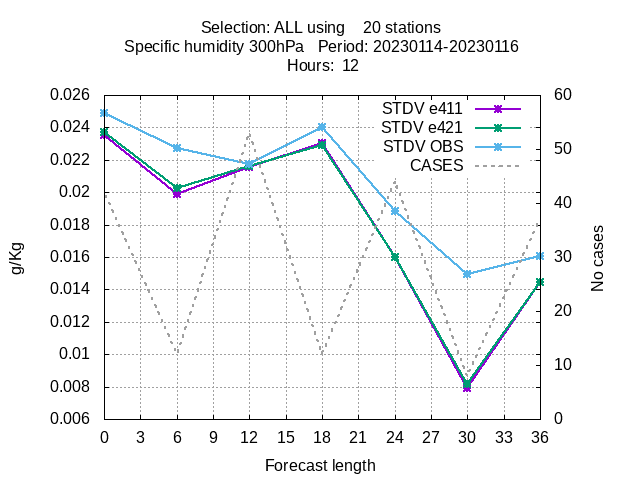 Selection: ALL using    20 stations
Specific humidity 300hPa   Period: 20230114-20230116
Hours:  12
STDV e411
STDV e421
STDV OBS
CASES
0.026
0.024
0.022
0.02
0.018
0.016
0.014
0.012
0.01
0.008
0.006
g/Kg
60
50
40
30
20
10
0
No cases
0 3 6 9 12 15 18 21 24 27 30 33 36
Forecast length